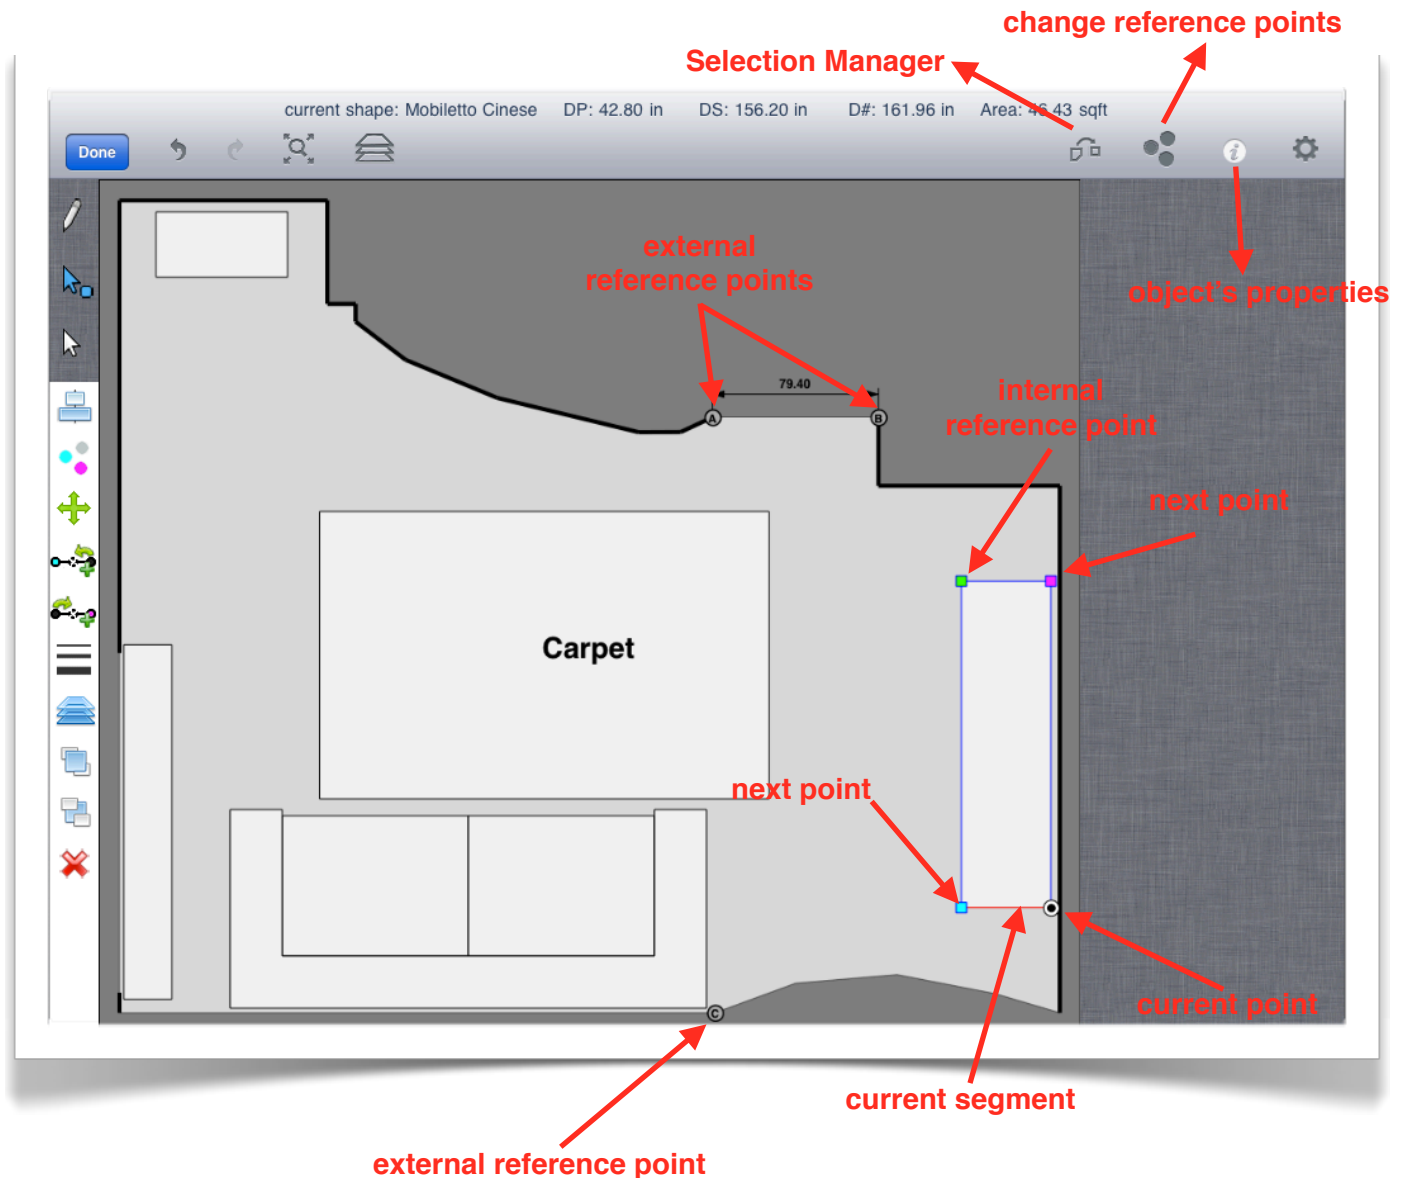 change reference points
Selection Manager
current shape: Mobiletto Cinese DP: 42.80 in DS: 156.20 in D#: 161.96 in Area: 46.43 sqft
Done
i
external
reference points
object's properties
79.40
internal
reference point
A
B
next point
Carpet
next point
current point
C
current segment
external reference point